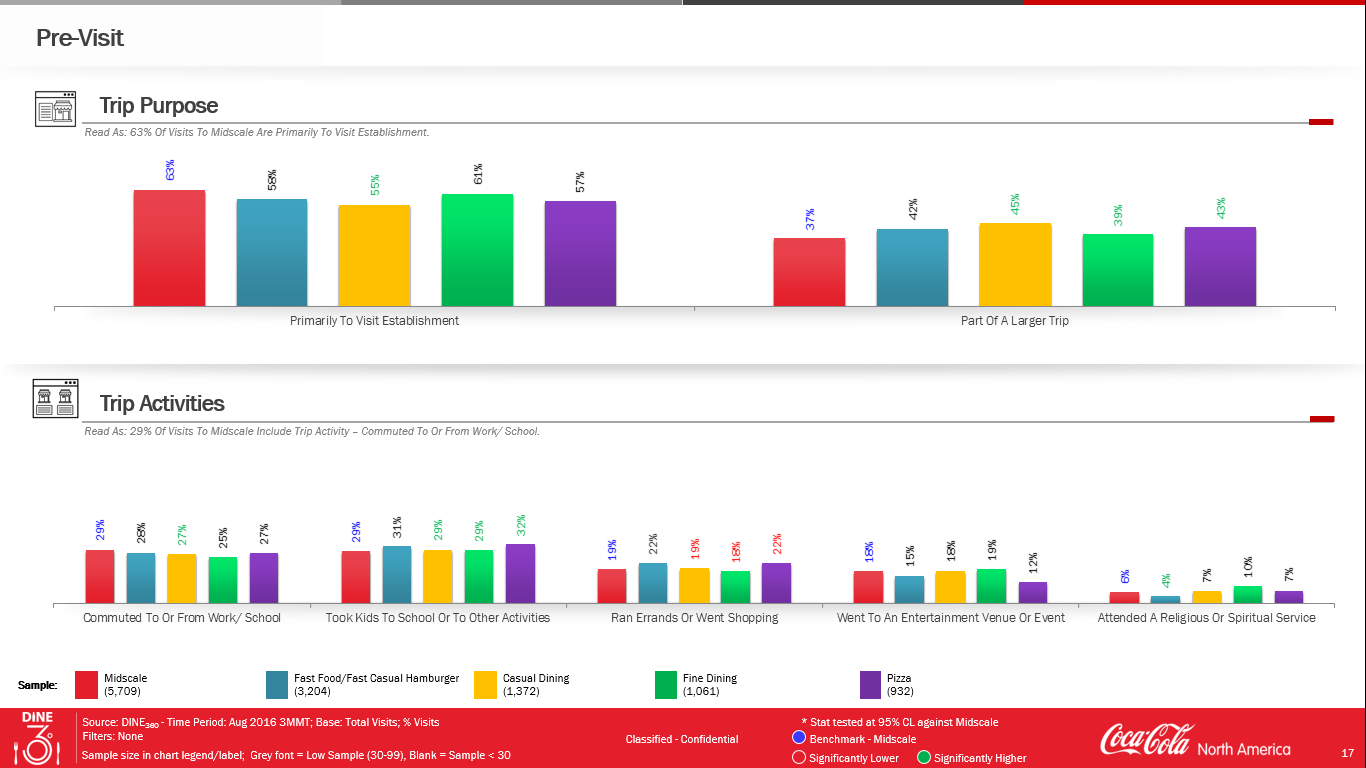 Pre-Visit
Trip Purpose
Read As: 63% Of Visits To Midscale Are Primarily To Visit Establishment.
63%
58%
55%
61%
57%
37%
42%
45%
39%
43%
Primarily To Visit Establishment
Part Of A Larger Trip
Trip Activities
Read As: 29% Of Visits To Midscale Include Trip Activity – Commuted To Or From Work/ School.
29%
28%
27%
25%
27%
29%
31%
29%
29%
32%
19%
22%
19%
18%
22%
18%
15%
18%
19%
12%
6%
4%
7%
10%
7%
Commuted To Or From Work/ School
Took Kids To School Or To Other Activities
Ran Errands Or Went Shopping
Went To An Entertainment Venue Or Event
Attended A Religious Or Spiritual Service
Sample:
Midscale
(5,709)
Fast Food/Fast Casual Hamburger
(3,204)
Casual Dining
(1,372)
Fine Dining
(1,061)
Pizza
(932)
DINE
3°
Source: DINE360 - Time Period: Aug 2016 3MMT; Base: Total Visits; % Visits
Filters: None
Sample size in chart legend/label; Grey font = Low Sample (30-99), Blank = Sample < 30
Classified - Confidential
* Stat tested at 95% CL against Midscale
Benchmark - Midscale
Significantly Lower
Significantly Higher
Coca-Cola North America
17